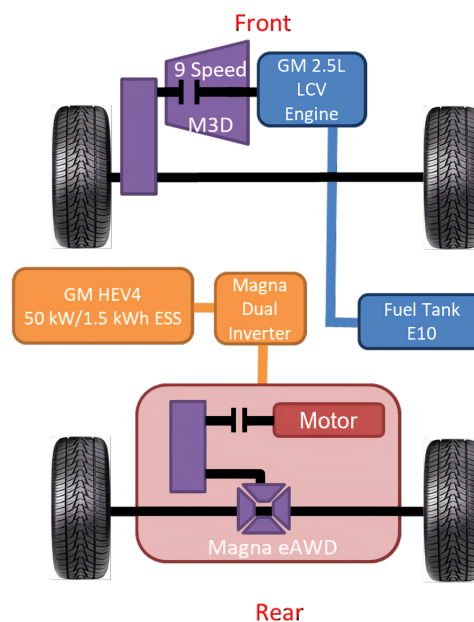 Front
9 Speed
M3D
GM 2.5L
LCV
Engine
GM HEV4
50 kW/1.5 kWh ESS
Magna
Dual
Inverter
Fuel Tank
E10
Motor
Magna eAWD
Rear